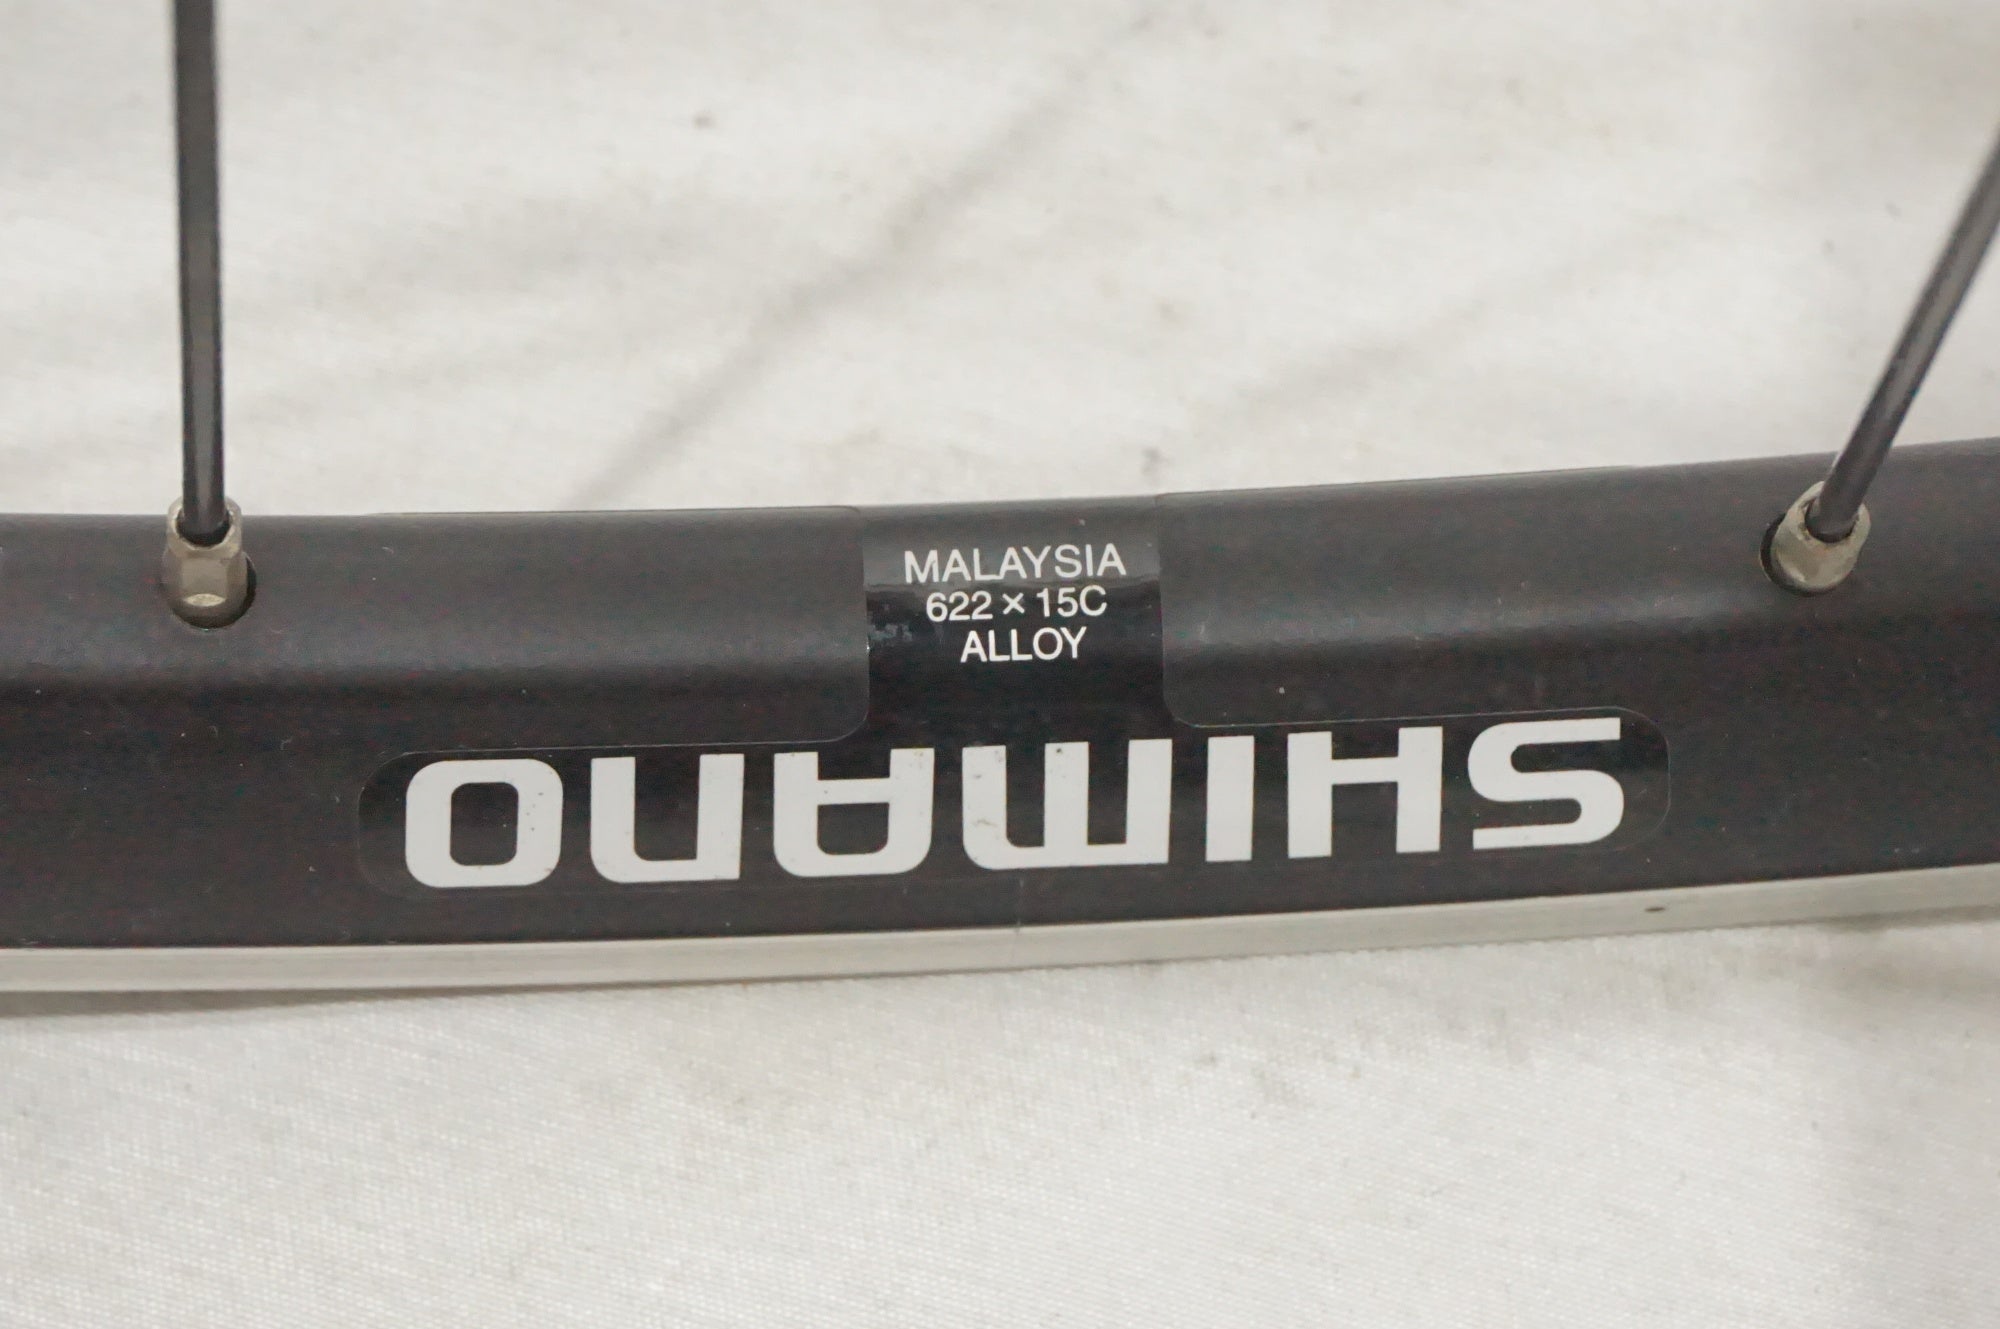 MALAYSIA
622 × 15C
ALLOY
SHIMANO